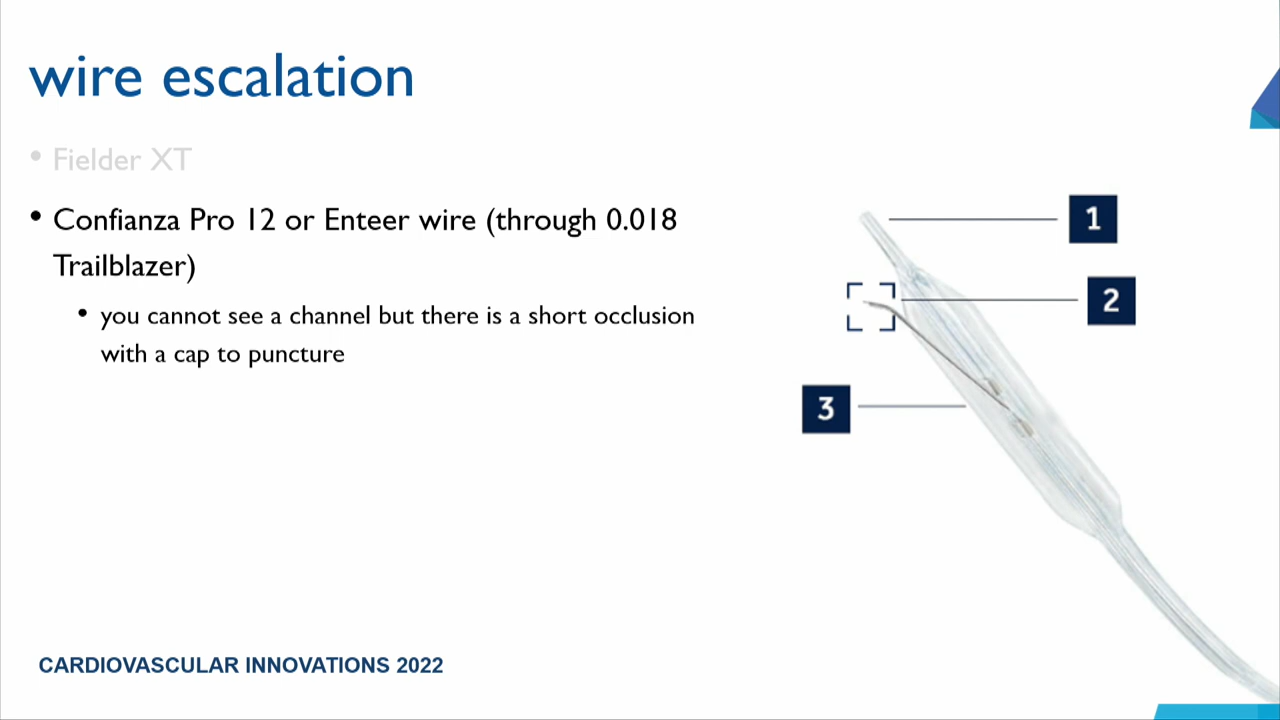 wire escalation
• Fielder XT
• Confianza Pro 12 or Enteer wire (through 0.018
Trailblazer)
• you cannot see a channel but there is a short occlusion
with a cap to puncture
1
2
3
CARDIOVASCULAR INNOVATIONS 2022